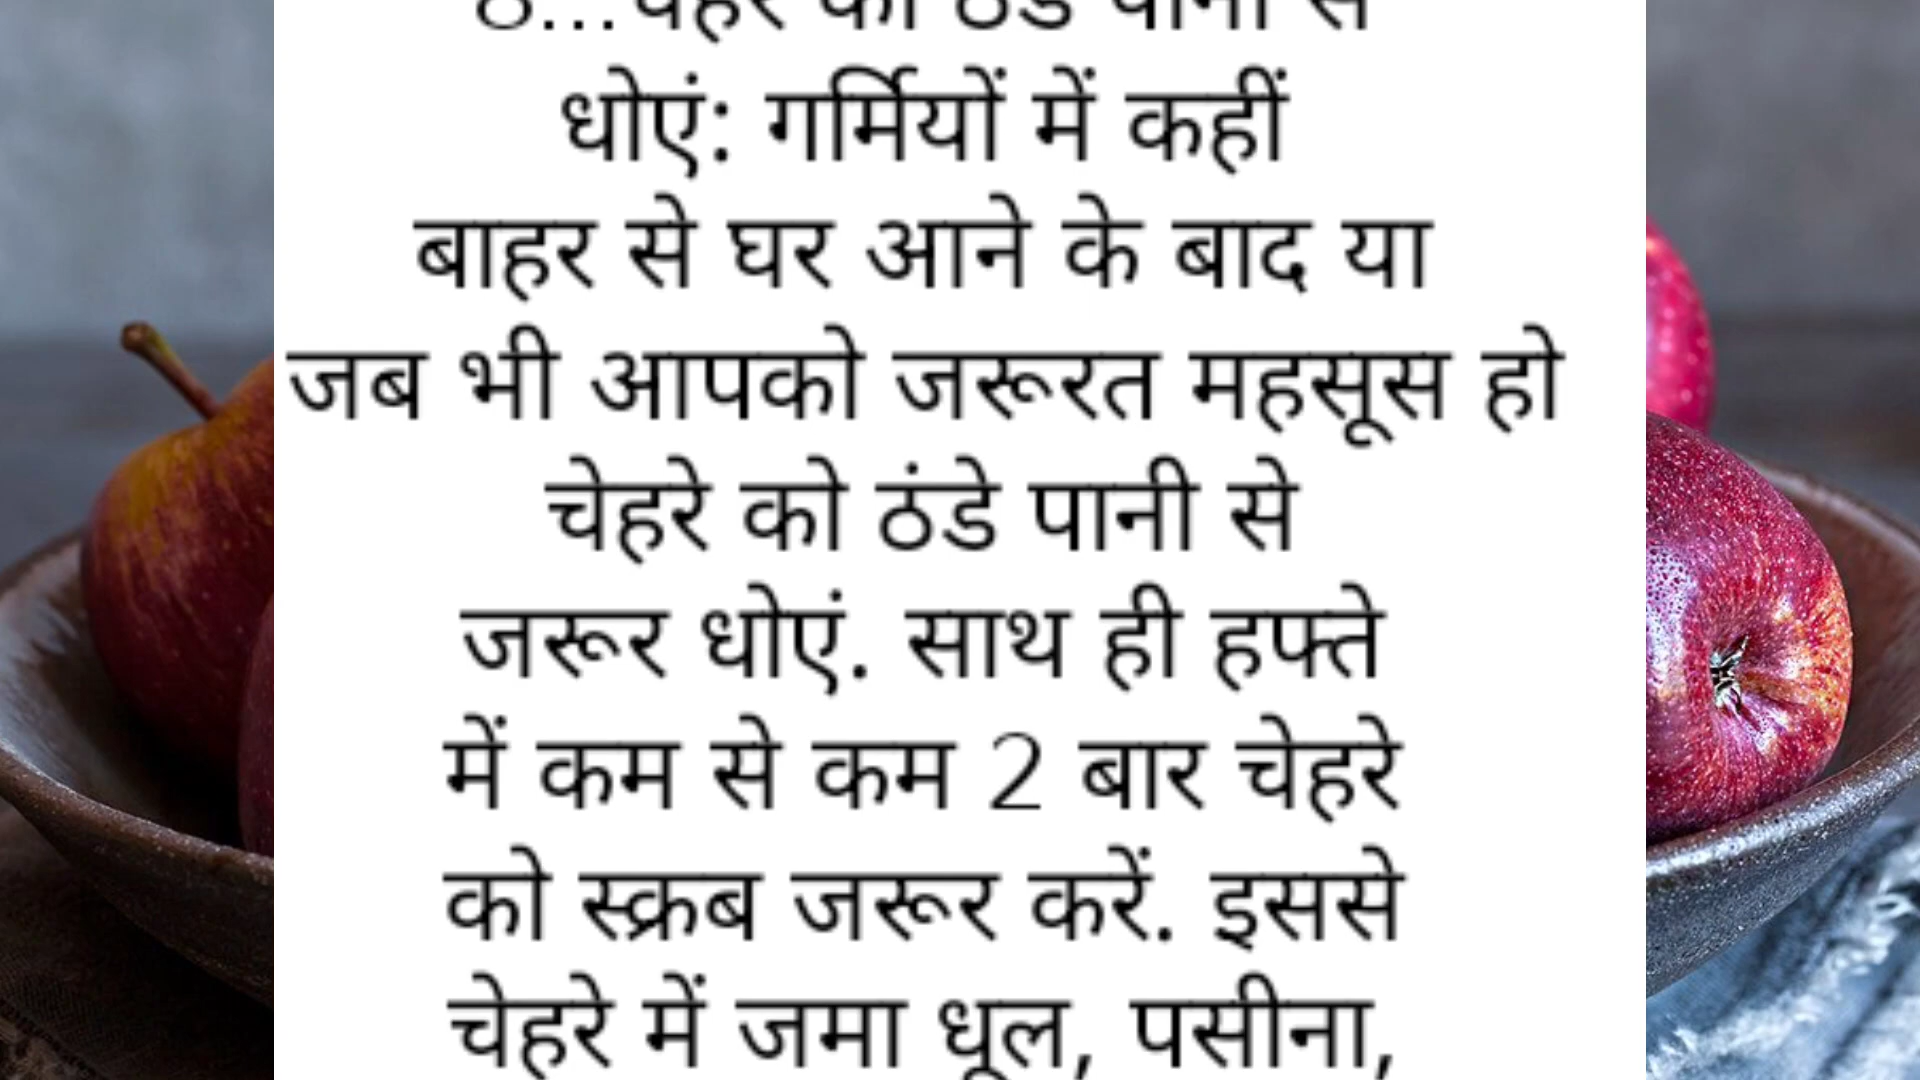 चेहरे को ठंडे पानी से
धोएं: गर्मियों में कहीं
बाहर से घर आने के बाद या
जब भी आपको जरूरत महसूस हो
चेहरे को ठंडे पानी से
जरूर धोएं. साथ ही हफ्ते
में कम से कम 2 बार चेहरे
को स्क्रब जरूर करें. इससे
चेहरे में जमा धूल, पसीना,